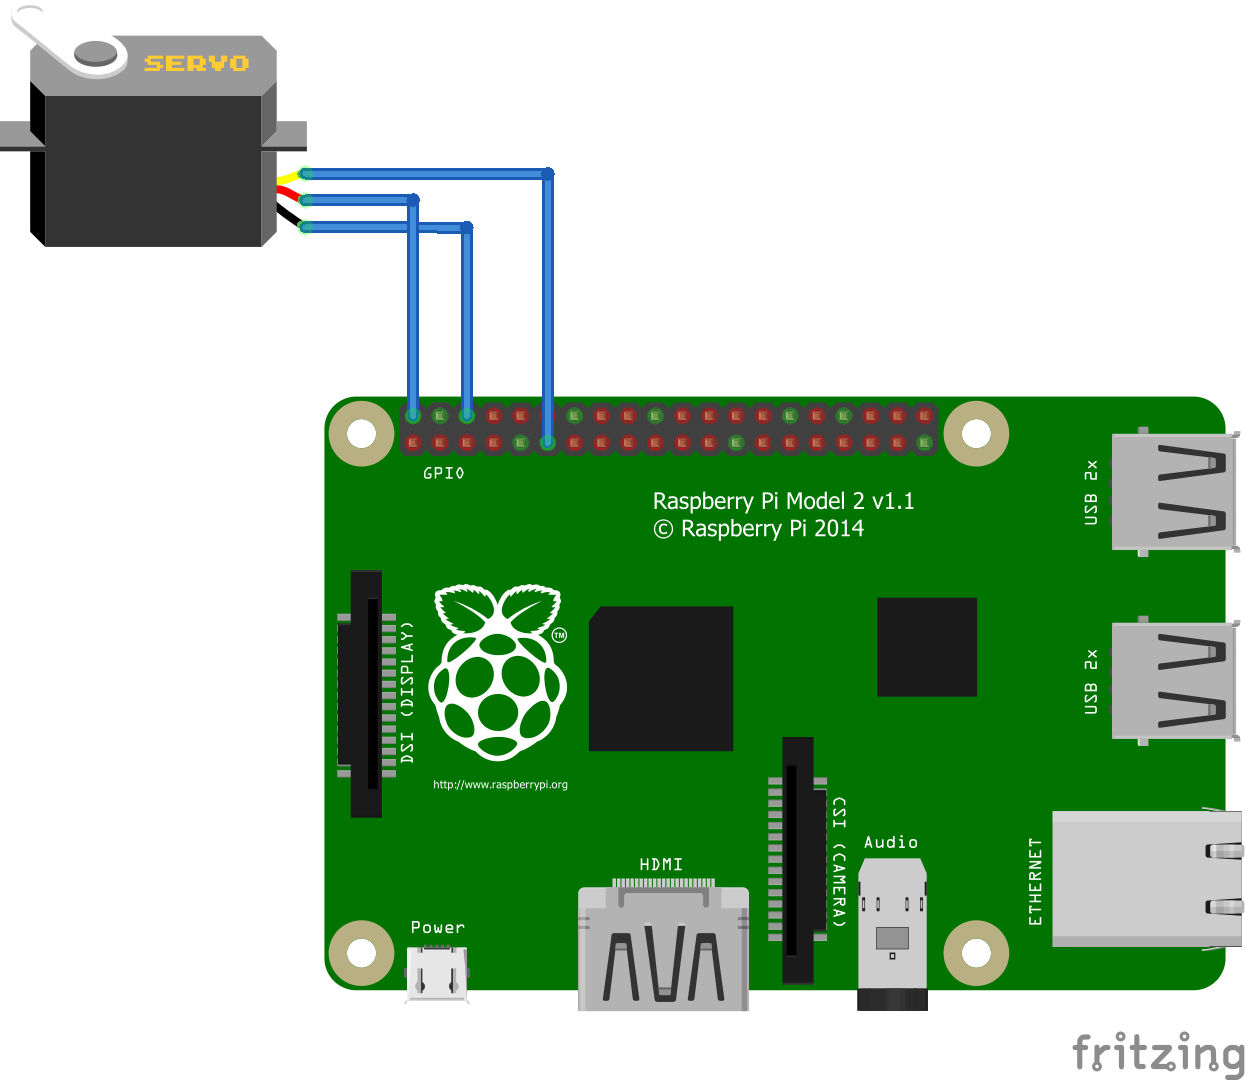 SERVO
GPIO
Raspberry Pi Model 2 v1.1
© Raspberry Pi 2014
USB 2x
DSI (DISPLAY)
TM
USB 2x
http://www.raspberrypi.org
CSI (CAMERA)
Audio
ETHERNET
HDMI
Power
fritzing